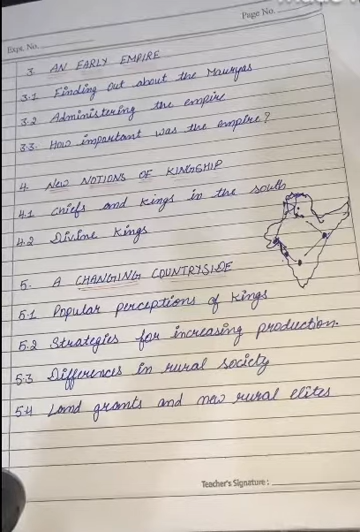 Page No.
Expt. No.
3. AN EARLY EMPIRE
3.1 Finding out about the Mauryas
3.2 Administering the empire
3.3. How important was the empire?
4. NEW NOTIONS OF KINGSHIP
4.1 Chiefs and kings in the south
4.2 Divine kings
5. A CHANGING COUNTRYSIDE
5.1 Popular perceptions of kings
5.2 Strategies for increasing production.
5.3 Differences in rural society
5.4 Land grants and new rural elites
Teacher's Signature :